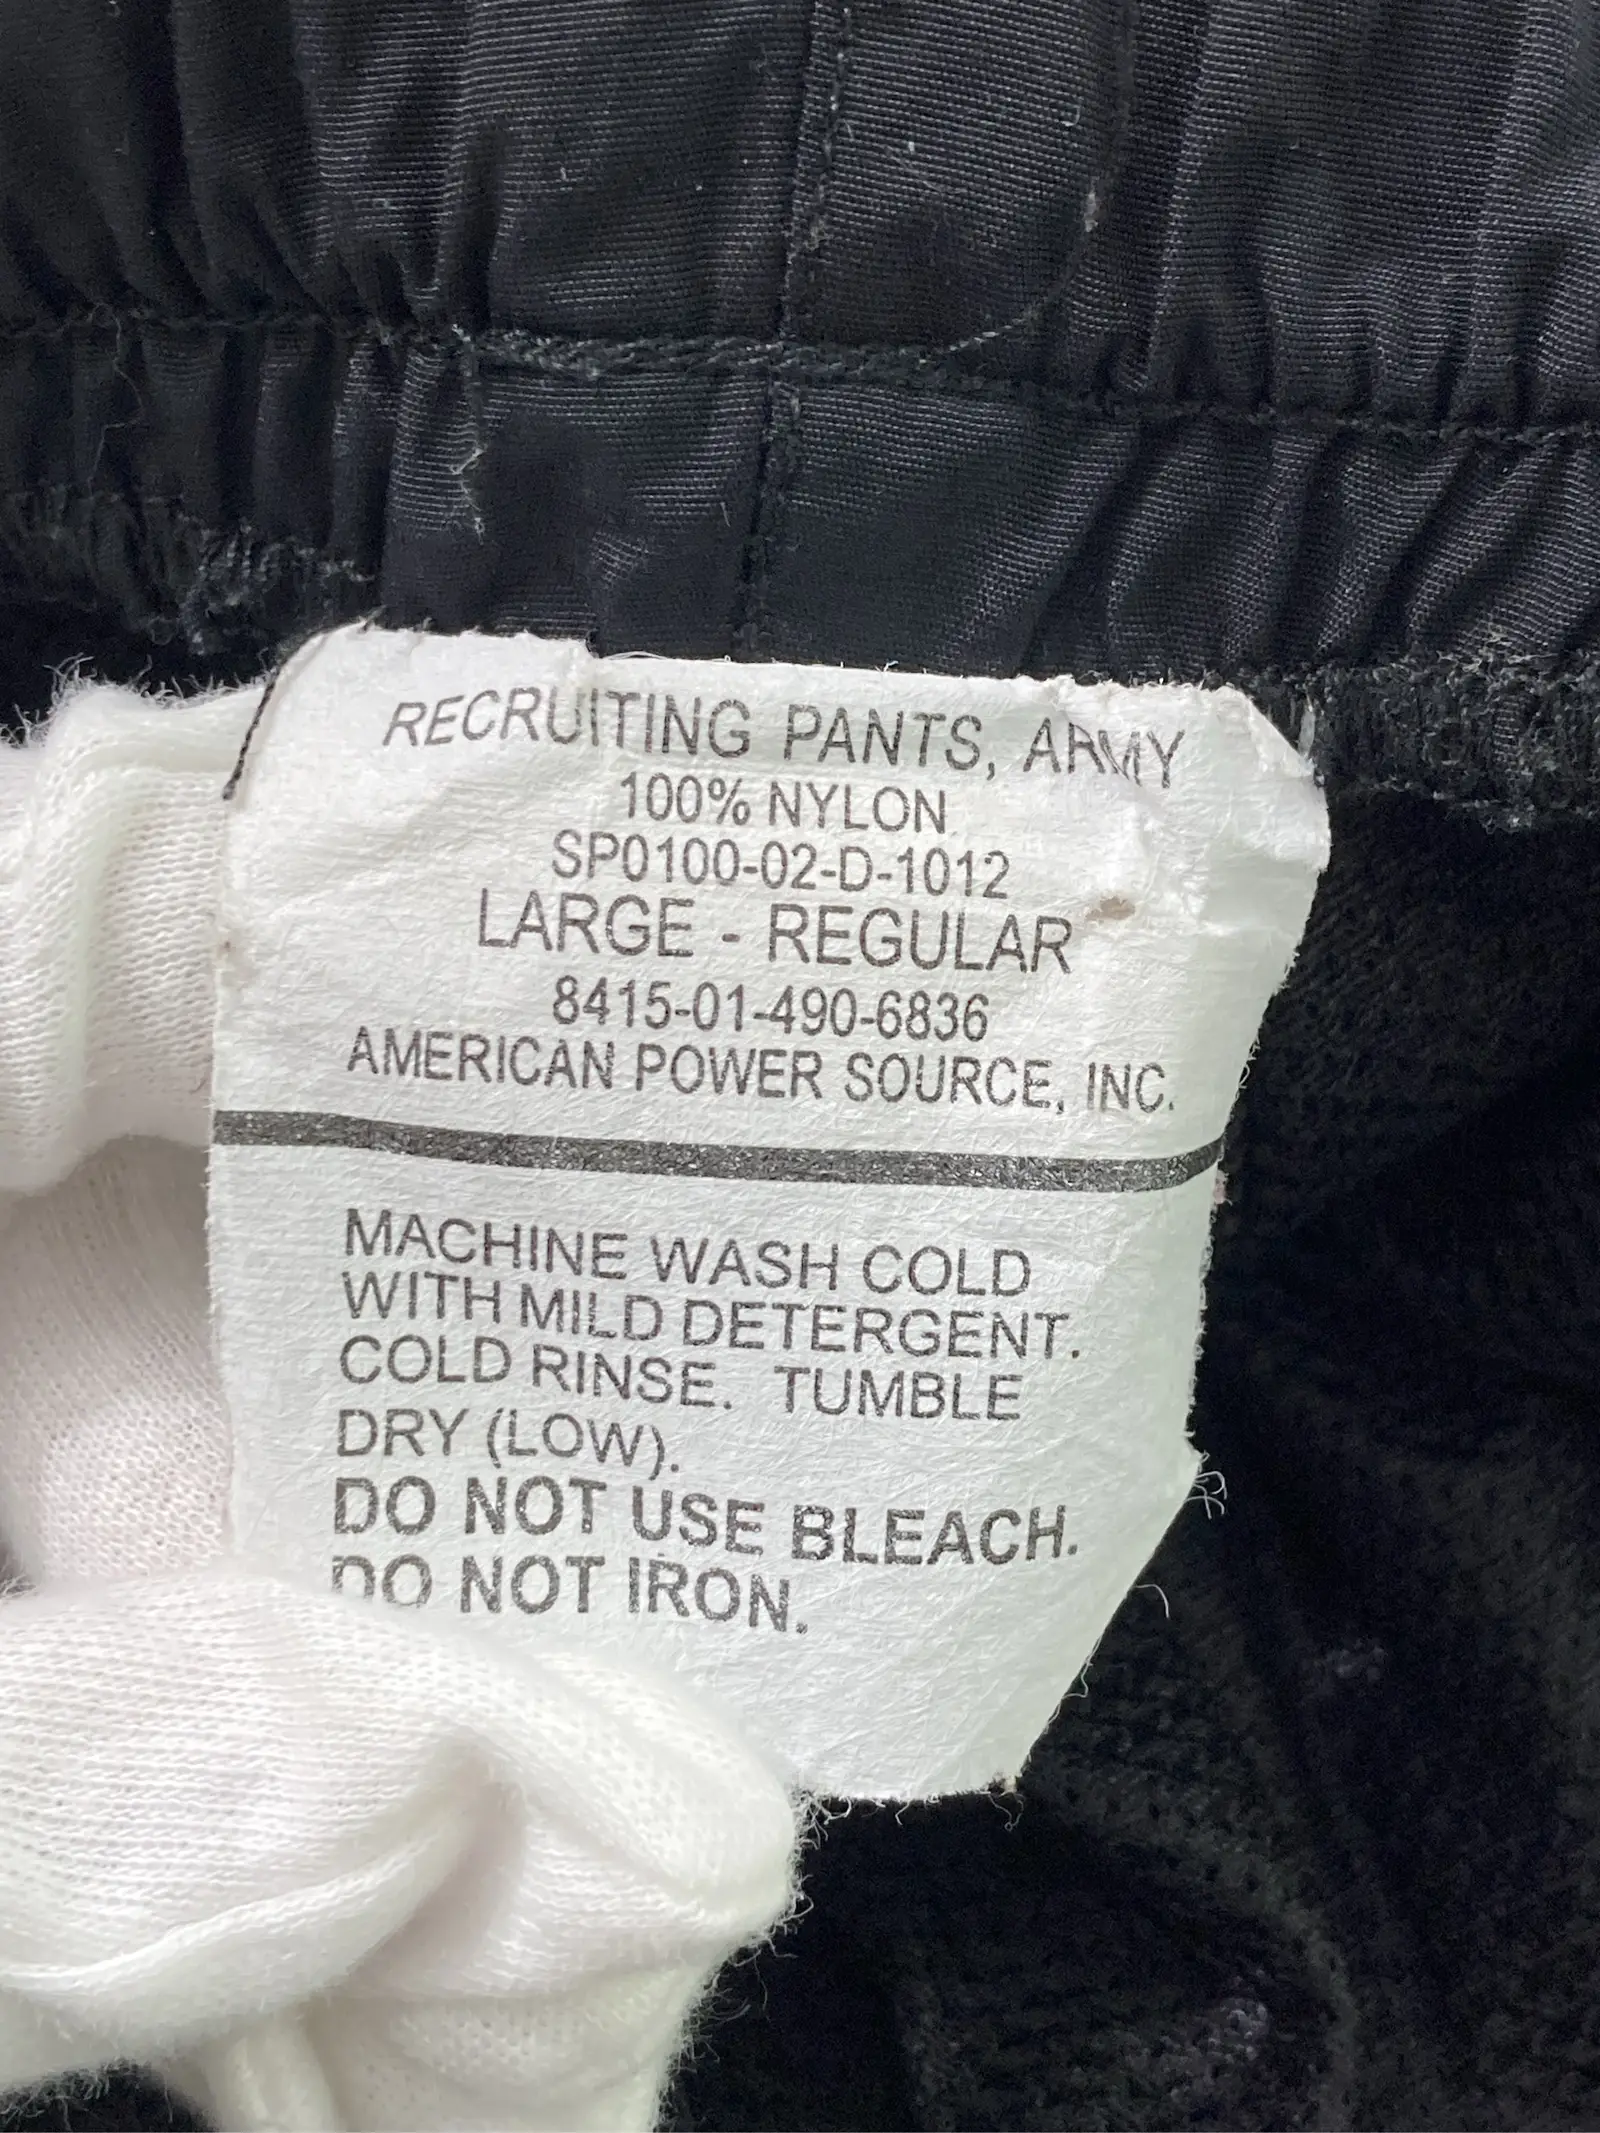 RECRUITING PANTS, ARMY
100% NYLON
SP0100-02-D-1012
LARGE - REGULAR
8415-01-490-6836
AMERICAN POWER SOURCE, INC.
MACHINE WASH COLD
WITH MILD DETERGENT.
COLD RINSE. TUMBLE
DRY (LOW).
DO NOT USE BLEACH.
DO NOT IRON.